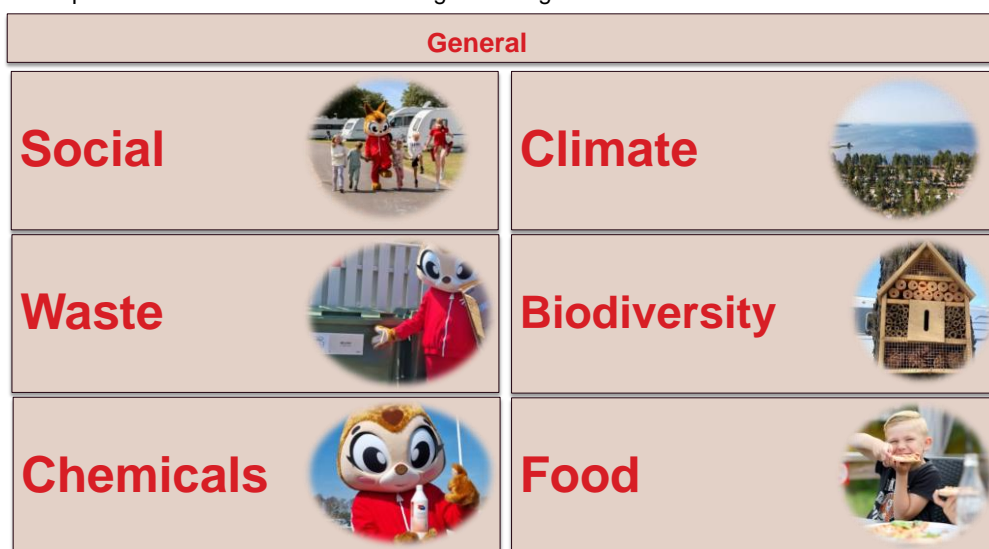 General
Social
Climate
Waste
Biodiversity
Chemicals
Food